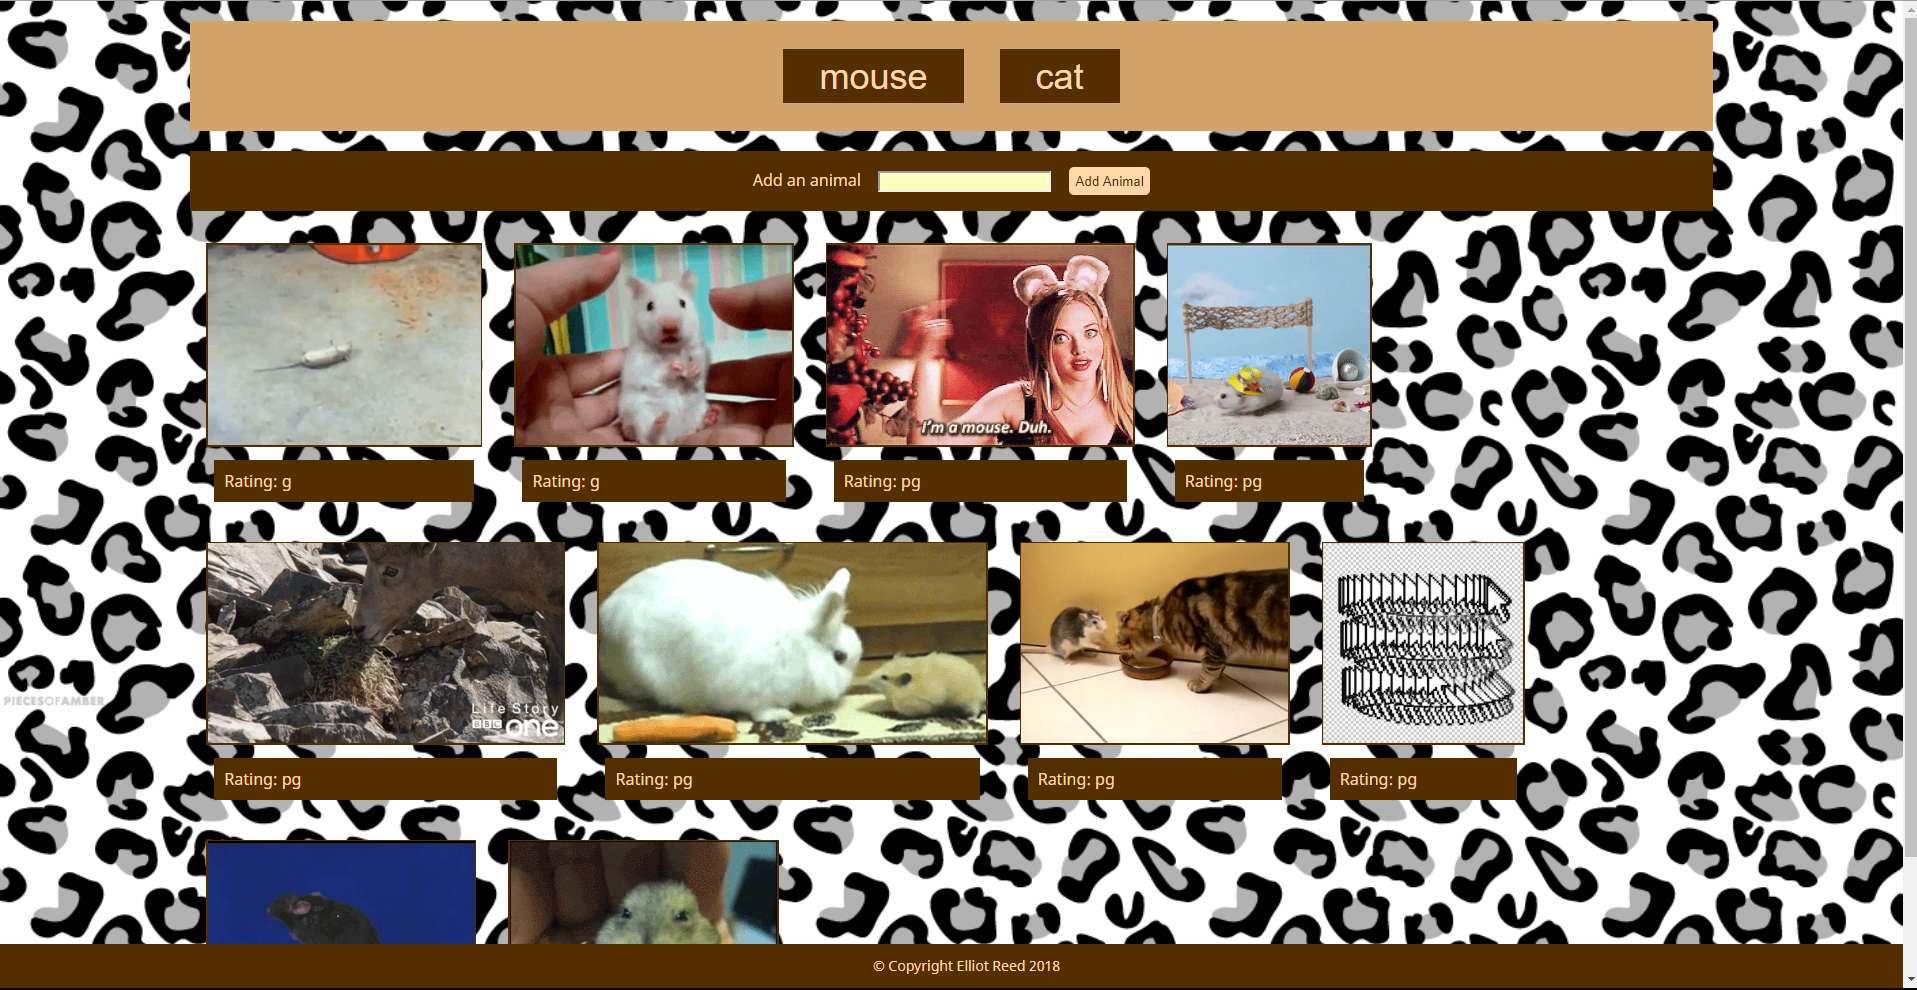 mouse cat
Add an animal Add Animal
I'm a mouse. Duh.
Rating: g Rating: g Rating: pg Rating: pg
Life Story
BBC one
PIECESOFAMBER
Rating: pg Rating: pg Rating: pg Rating: pg
© Copyright Elliot Reed 2018